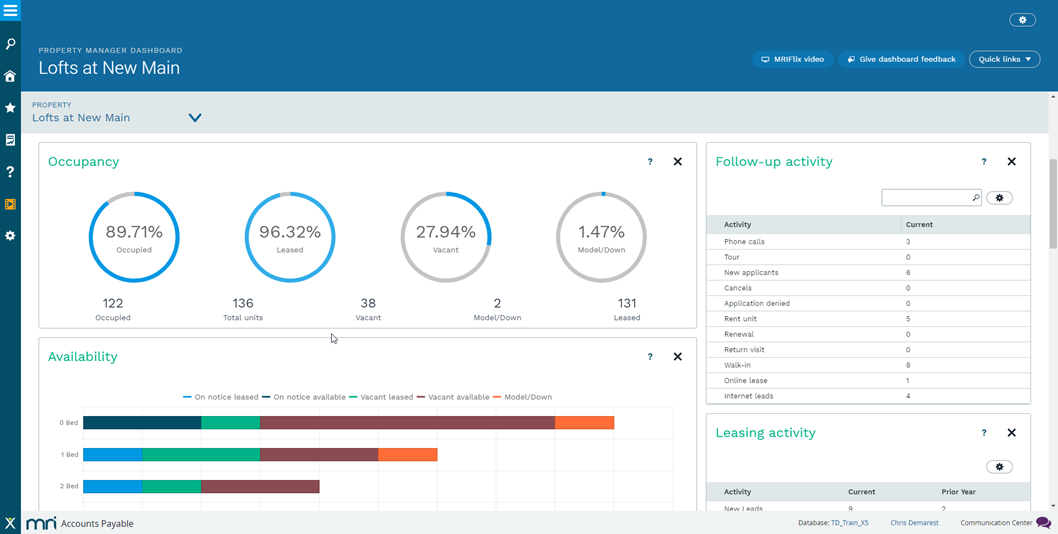 PROPERTY MANAGER DASHBOARD
Lofts at New Main
MRIFlix video
Give dashboard feedback
Quick links
PROPERTY
Lofts at New Main
Occupancy
?
89.71%
Occupied
96.32%
Leased
27.94%
Vacant
1.47%
Model/Down
122 136 38 2 131
Occupied Total units Vacant Model/Down Leased
Availability
?
On notice leased On notice available Vacant leased Vacant available Model/Down
0 Bed
1 Bed
2 Bed
Follow-up activity
?
Activity Current
Phone calls 3
Tour 0
New applicants 6
Cancels 0
Application denied 0
Rent unit 5
Renewal 0
Return visit 0
Walk-in 8
Online lease 1
Internet leads 4
Leasing activity
?
Activity Current Prior Year
New Leads 9 2
mri Accounts Payable
Database: TD_Train_X5 Chris Demarest Communication Center